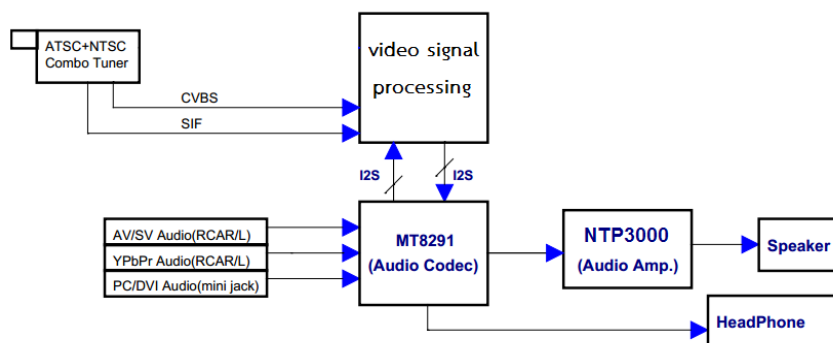 ATSC+NTSC
Combo Tuner
video signal
processing
CVBS
SIF
I2S
I2S
AV/SV Audio(RCAR/L)
YPbPr Audio(RCAR/L)
PC/DVI Audio(mini jack)
MT8291
(Audio Codec)
NTP3000
(Audio Amp.)
Speaker
HeadPhone